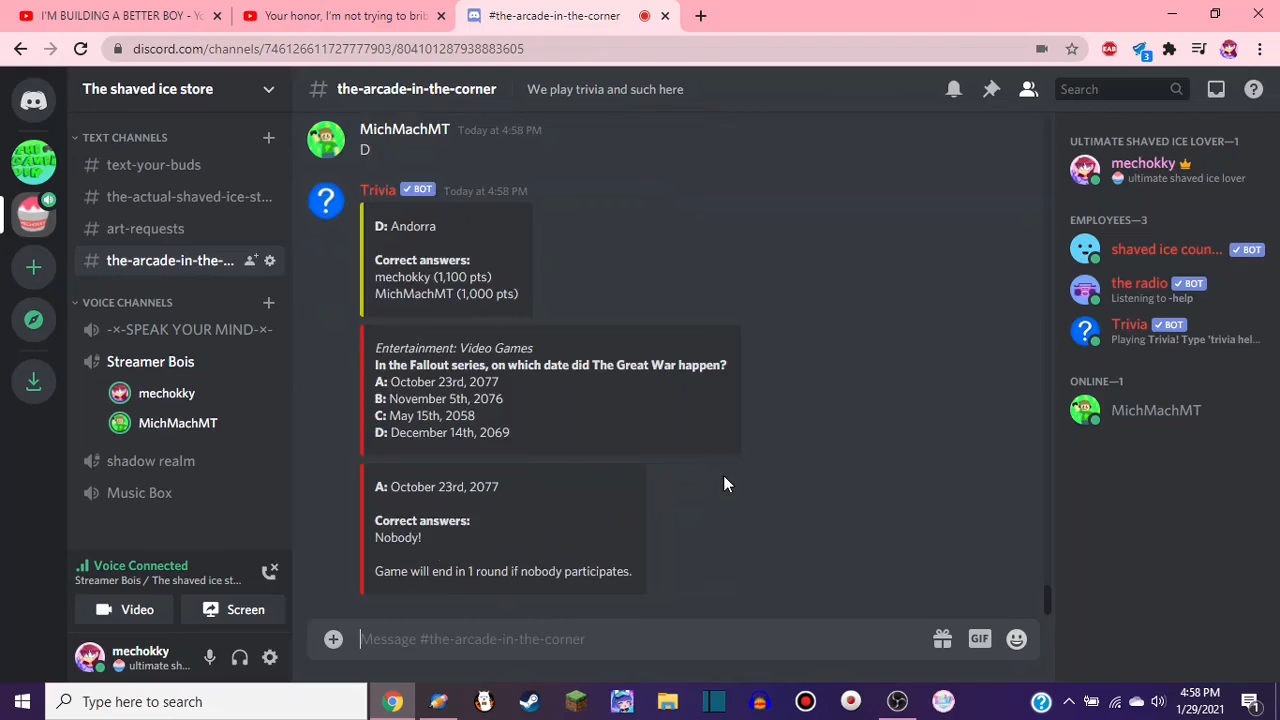 I'M BUILDING A BETTER BOY - Yo
Your honor, I'm not trying to brib
#the-arcade-in-the-corner
discord.com/channels/746126611727777903/804101287938883605
EAB
3
The shaved ice store
the-arcade-in-the-corner
We play trivia and such here
Search
TEXT CHANNELS
text-your-buds
the-actual-shaved-ice-st...
art-requests
the-arcade-in-the-...
VOICE CHANNELS
-×-SPEAK YOUR MIND-×-
Streamer Bois
mechokky
MichMachMT
shadow realm
Music Box
Voice Connected
Streamer Bois / The shaved ice st...
Video
Screen
mechokky
ultimate sh...
MichMachMT Today at 4:58 PM
D
Trivia BOT Today at 4:58 PM
D: Andorra
Correct answers:
mechokky (1,100 pts)
MichMachMT (1,000 pts)
Entertainment: Video Games
In the Fallout series, on which date did The Great War happen?
A: October 23rd, 2077
B: November 5th, 2076
C: May 15th, 2058
D: December 14th, 2069
A: October 23rd, 2077
Correct answers:
Nobody!
Game will end in 1 round if nobody participates.
Message #the-arcade-in-the-corner
GIF
ULTIMATE SHAVED ICE LOVER—1
mechokky
ultimate shaved ice lover
EMPLOYEES—3
shaved ice coun... BOT
the radio BOT
Listening to -help
Trivia BOT
Playing Trivia! Type 'trivia hel...
ONLINE—1
MichMachMT
Type here to search
4:58 PM
1/29/2021
1